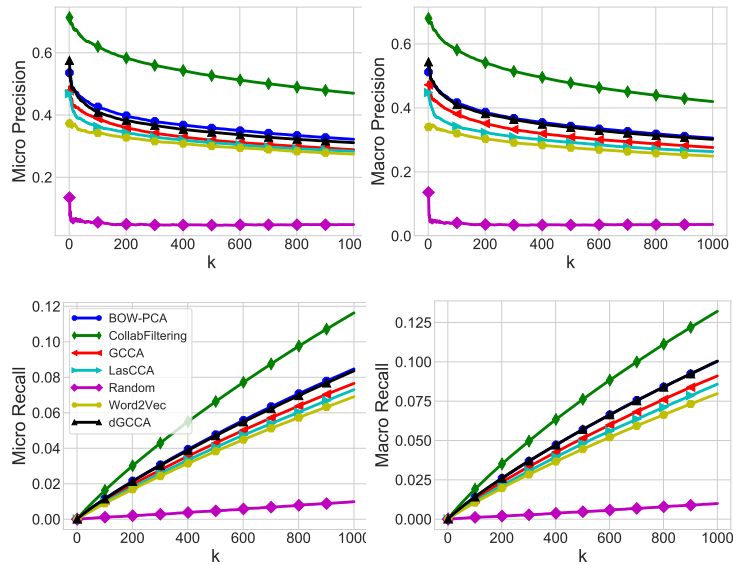 Micro Precision
0.6
0.4
0.2
0 200 400 600 800 1000
k
Macro Precision
0.6
0.4
0.2
0.0
0 200 400 600 800 1000
k
Micro Recall
0.12
0.10
0.08
0.06
0.04
0.02
0.00
BOW-PCA
CollabFiltering
GCCA
LasCCA
Random
Word2Vec
dGCCA
0 200 400 600 800 1000
k
Macro Recall
0.125
0.100
0.075
0.050
0.025
0.000
0 200 400 600 800 1000
k